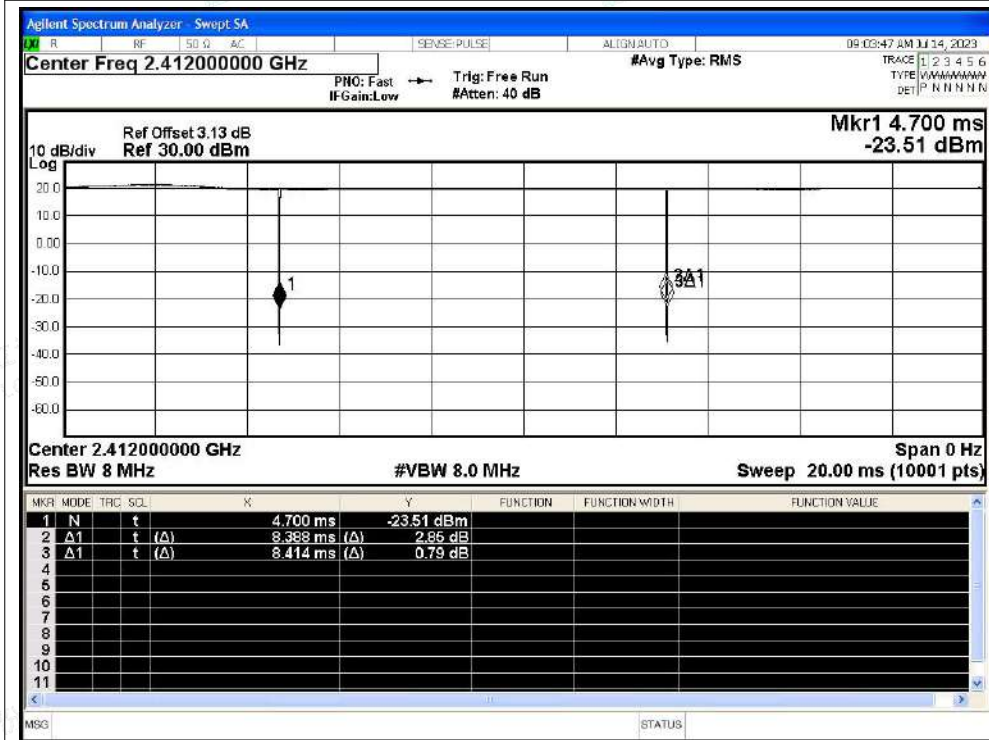 Agilent Spectrum Analyzer - Swept SA
LXI R RF 50 Ω AC SENSE:PULSE ALIGN AUTO 09:03:47 AM Jul 14, 2023
Center Freq 2.412000000 GHz #Avg Type: RMS TRACE 1 2 3 4 5 6
PNO: Fast Trig: Free Run TYPE
IFGain:Low #Atten: 40 dB DET P N N N N N
Mkr1 4.700 ms
Ref Offset 3.13 dB
10 dB/div Ref 30.00 dBm -23.51 dBm
Log
20.0
10.0
0.00
-10.0
1
3Δ1
-20.0
-30.0
-40.0
-50.0
-60.0
Center 2.412000000 GHz Span 0 Hz
Res BW 8 MHz #VBW 8.0 MHz Sweep 20.00 ms (10001 pts)
MKR MODE TRC SCL X Y FUNCTION FUNCTION WIDTH FUNCTION VALUE
1 N t 4.700 ms -23.51 dBm
2 Δ1 t (Δ) 8.388 ms (Δ) 2.85 dB
3 Δ1 t (Δ) 8.414 ms (Δ) 0.79 dB
4
5
6
7
8
9
10
11
MSG STATUS